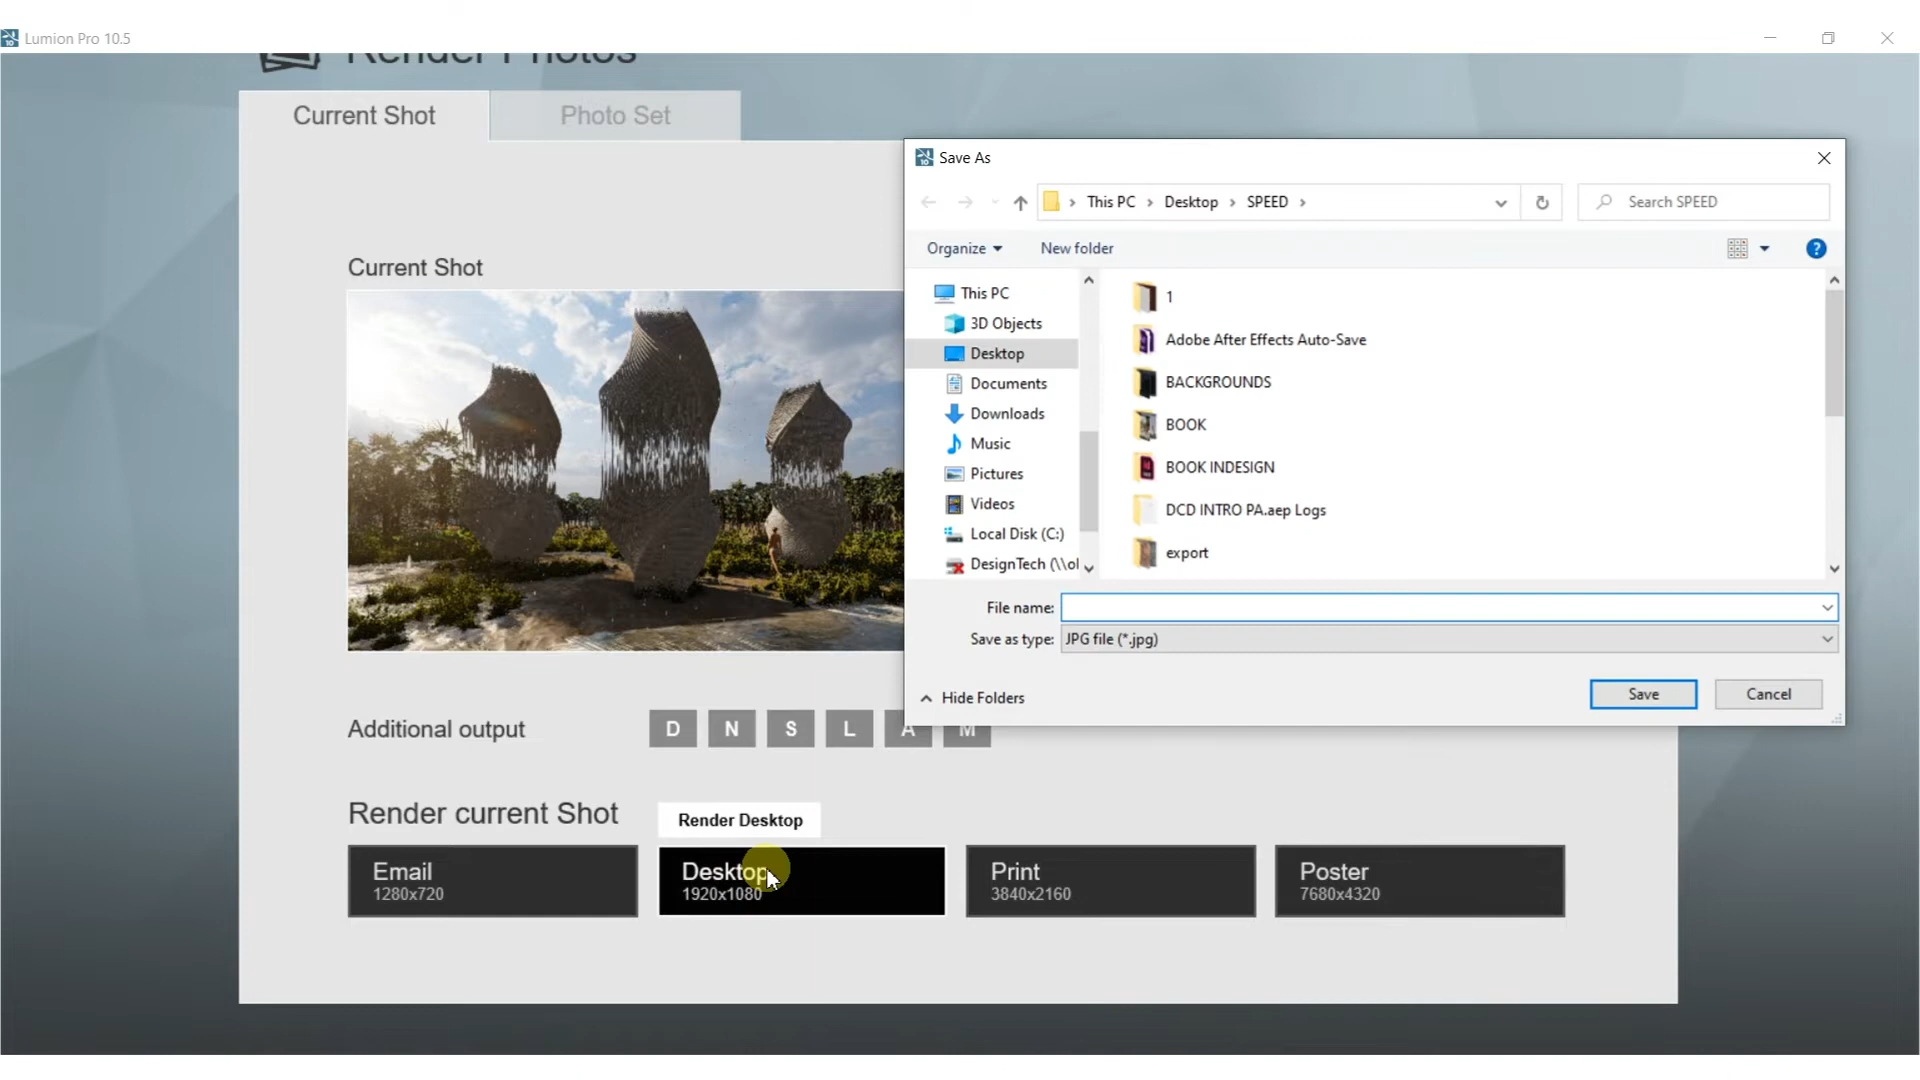 Lumion Pro 10.5
Render Photos
Current Shot
Photo Set
Save As
This PC > Desktop > SPEED >
Search SPEED
Organize
New folder
This PC
3D Objects
Desktop
Documents
Downloads
Music
Pictures
Videos
Local Disk (C:)
DesignTech (\\ol
1
Adobe After Effects Auto-Save
BACKGROUNDS
BOOK
BOOK INDESIGN
DCD INTRO PA.aep Logs
export
File name:
Save as type: JPG file (*.jpg)
Hide Folders
Save
Cancel
Current Shot
Additional output
D N S L A M
Render current Shot
Render Desktop
Email
1280x720
Desktop
1920x1080
Print
3840x2160
Poster
7680x4320